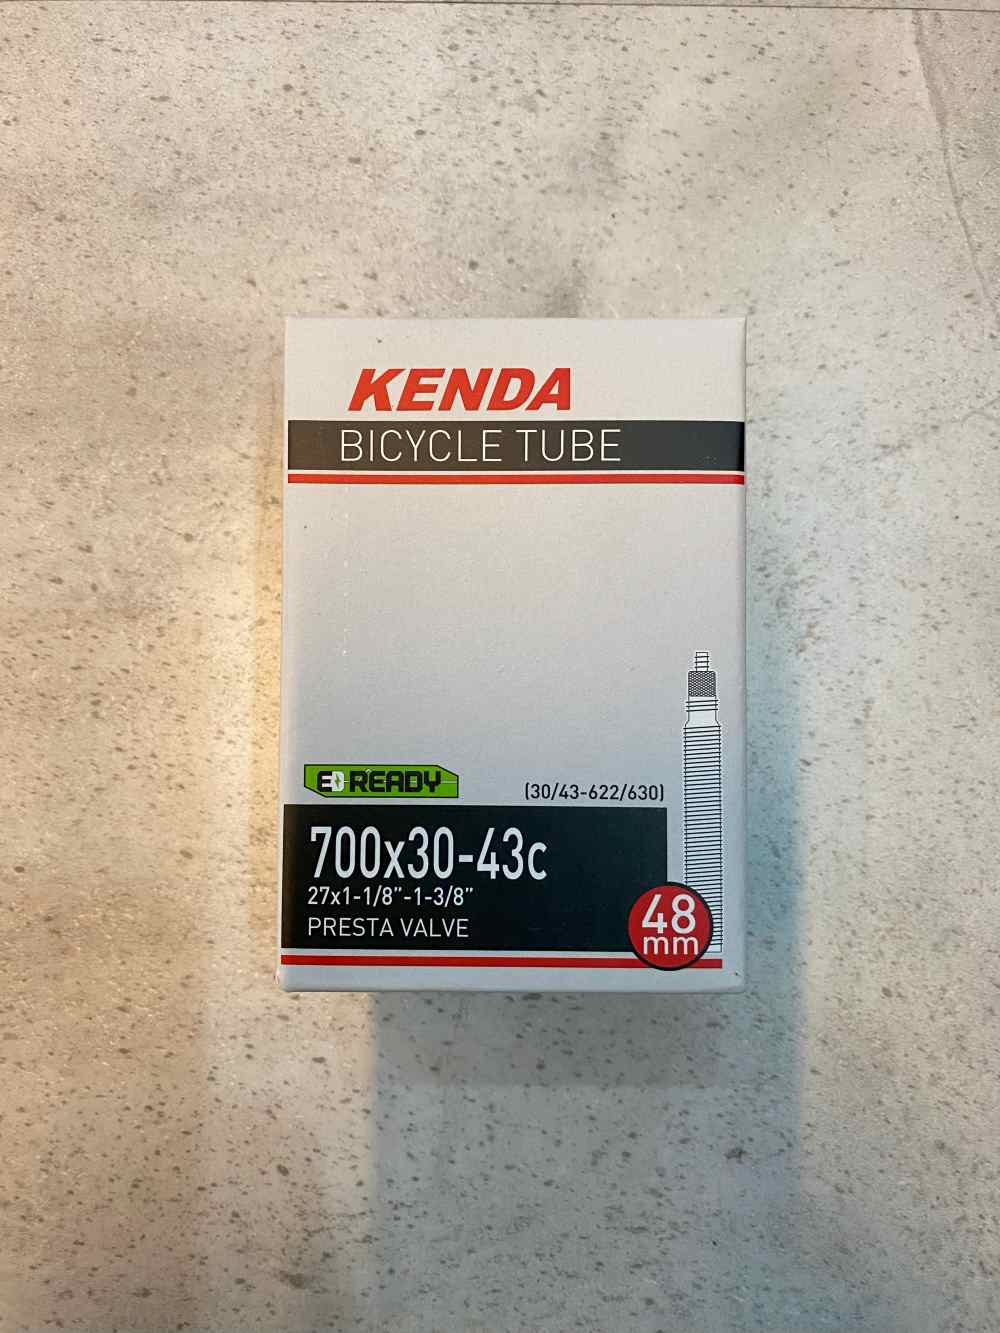 KENDA
BICYCLE TUBE
READY
(30/43-622/630)
700x30-43c
27x1-1/8"-1-3/8"
PRESTA VALVE
48
mm